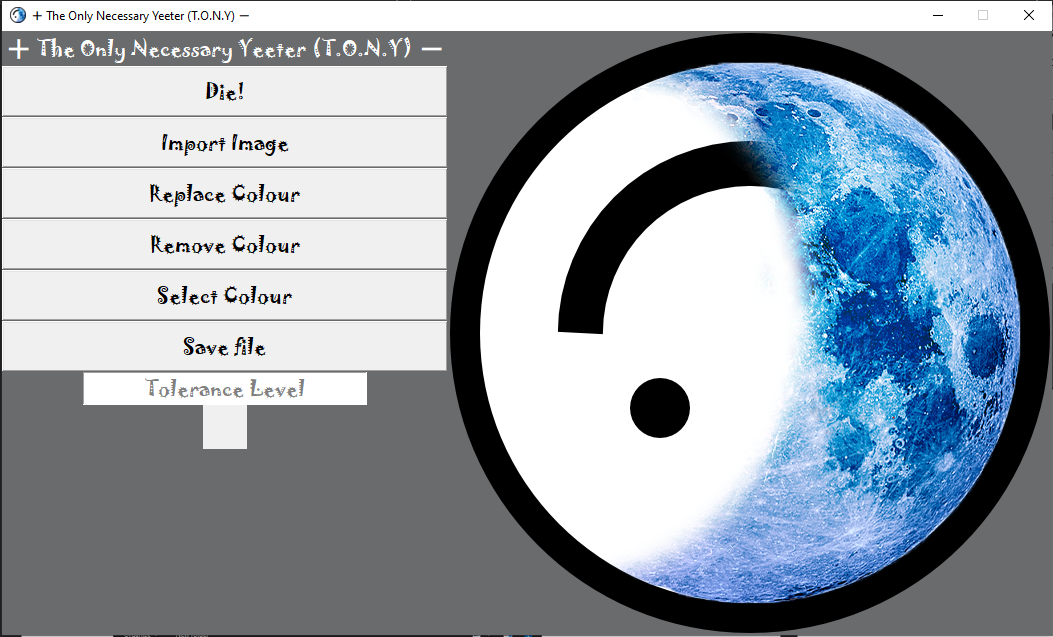 + The Only Necessary Yeeter (T.O.N.Y) —
+ The Only Necessary Yeeter (T.O.N.Y) —
Die!
Import Image
Replace Colour
Remove Colour
Select Colour
Save file
Tolerance Level